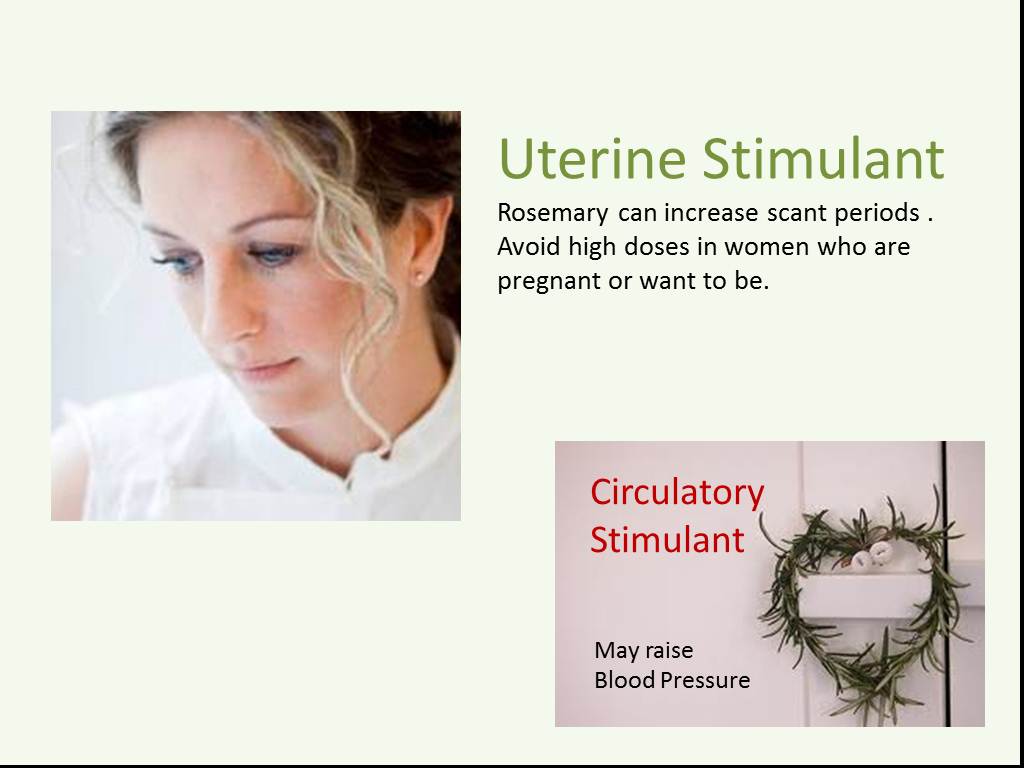 Uterine Stimulant
Rosemary can increase scant periods .
Avoid high doses in women who are
pregnant or want to be.
Circulatory
Stimulant
May raise
Blood Pressure